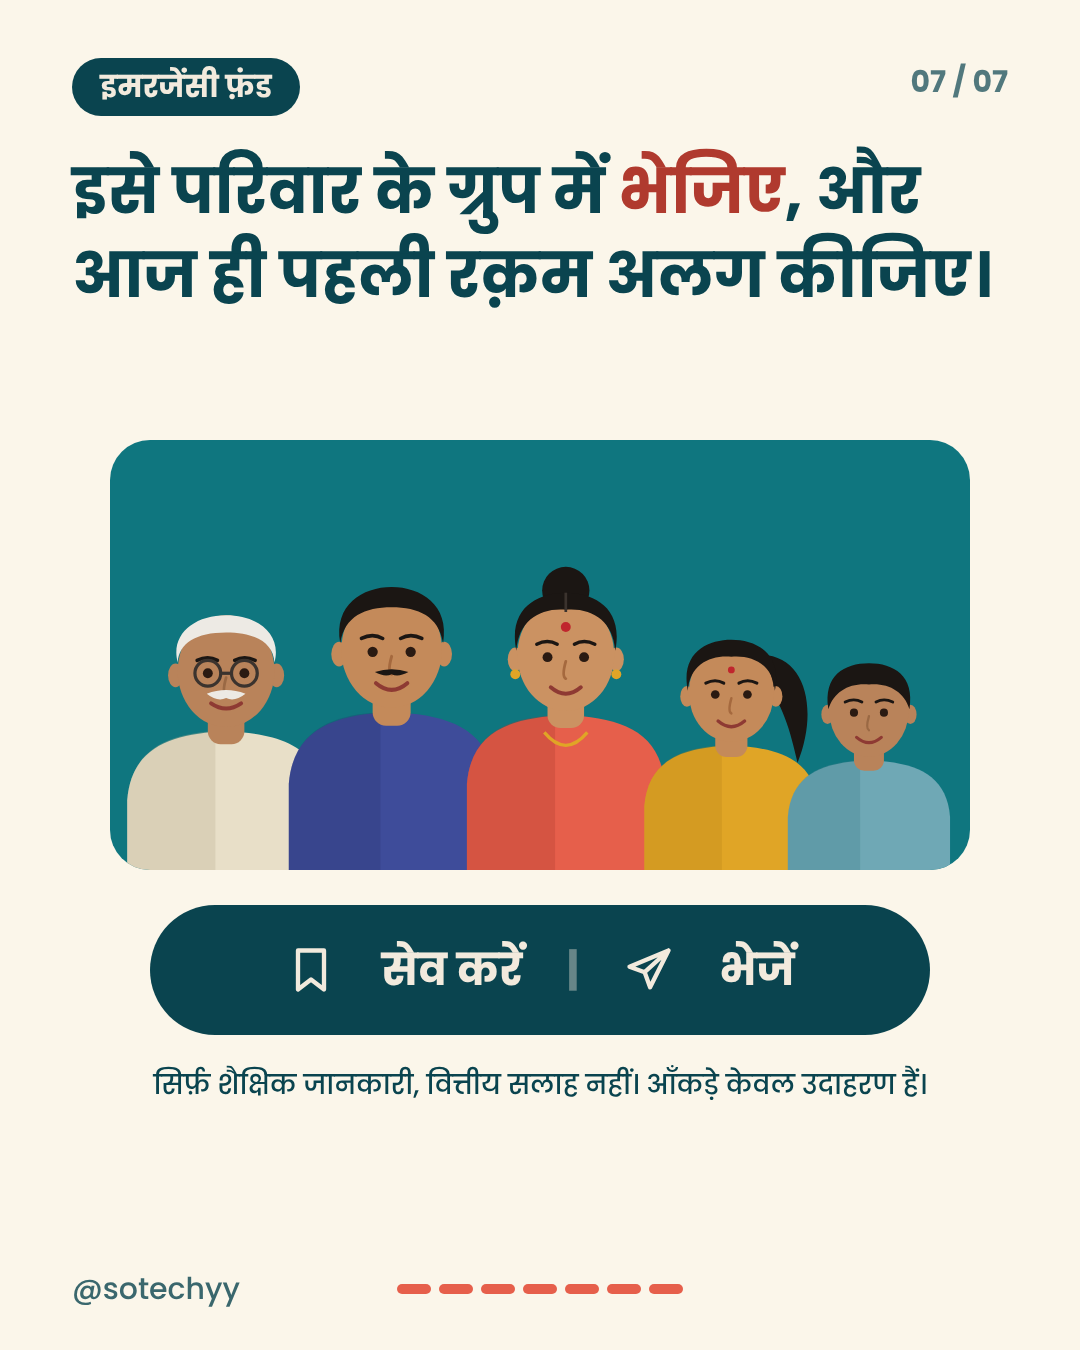 इमरजेंसी फ़ंड
07 / 07
इसे परिवार के ग्रुप में भेजिए, और
आज ही पहली रक़म अलग कीजिए।
सेव करें | भेजें
सिर्फ़ शैक्षिक जानकारी, वित्तीय सलाह नहीं। आँकड़े केवल उदाहरण हैं।
@sotechyy